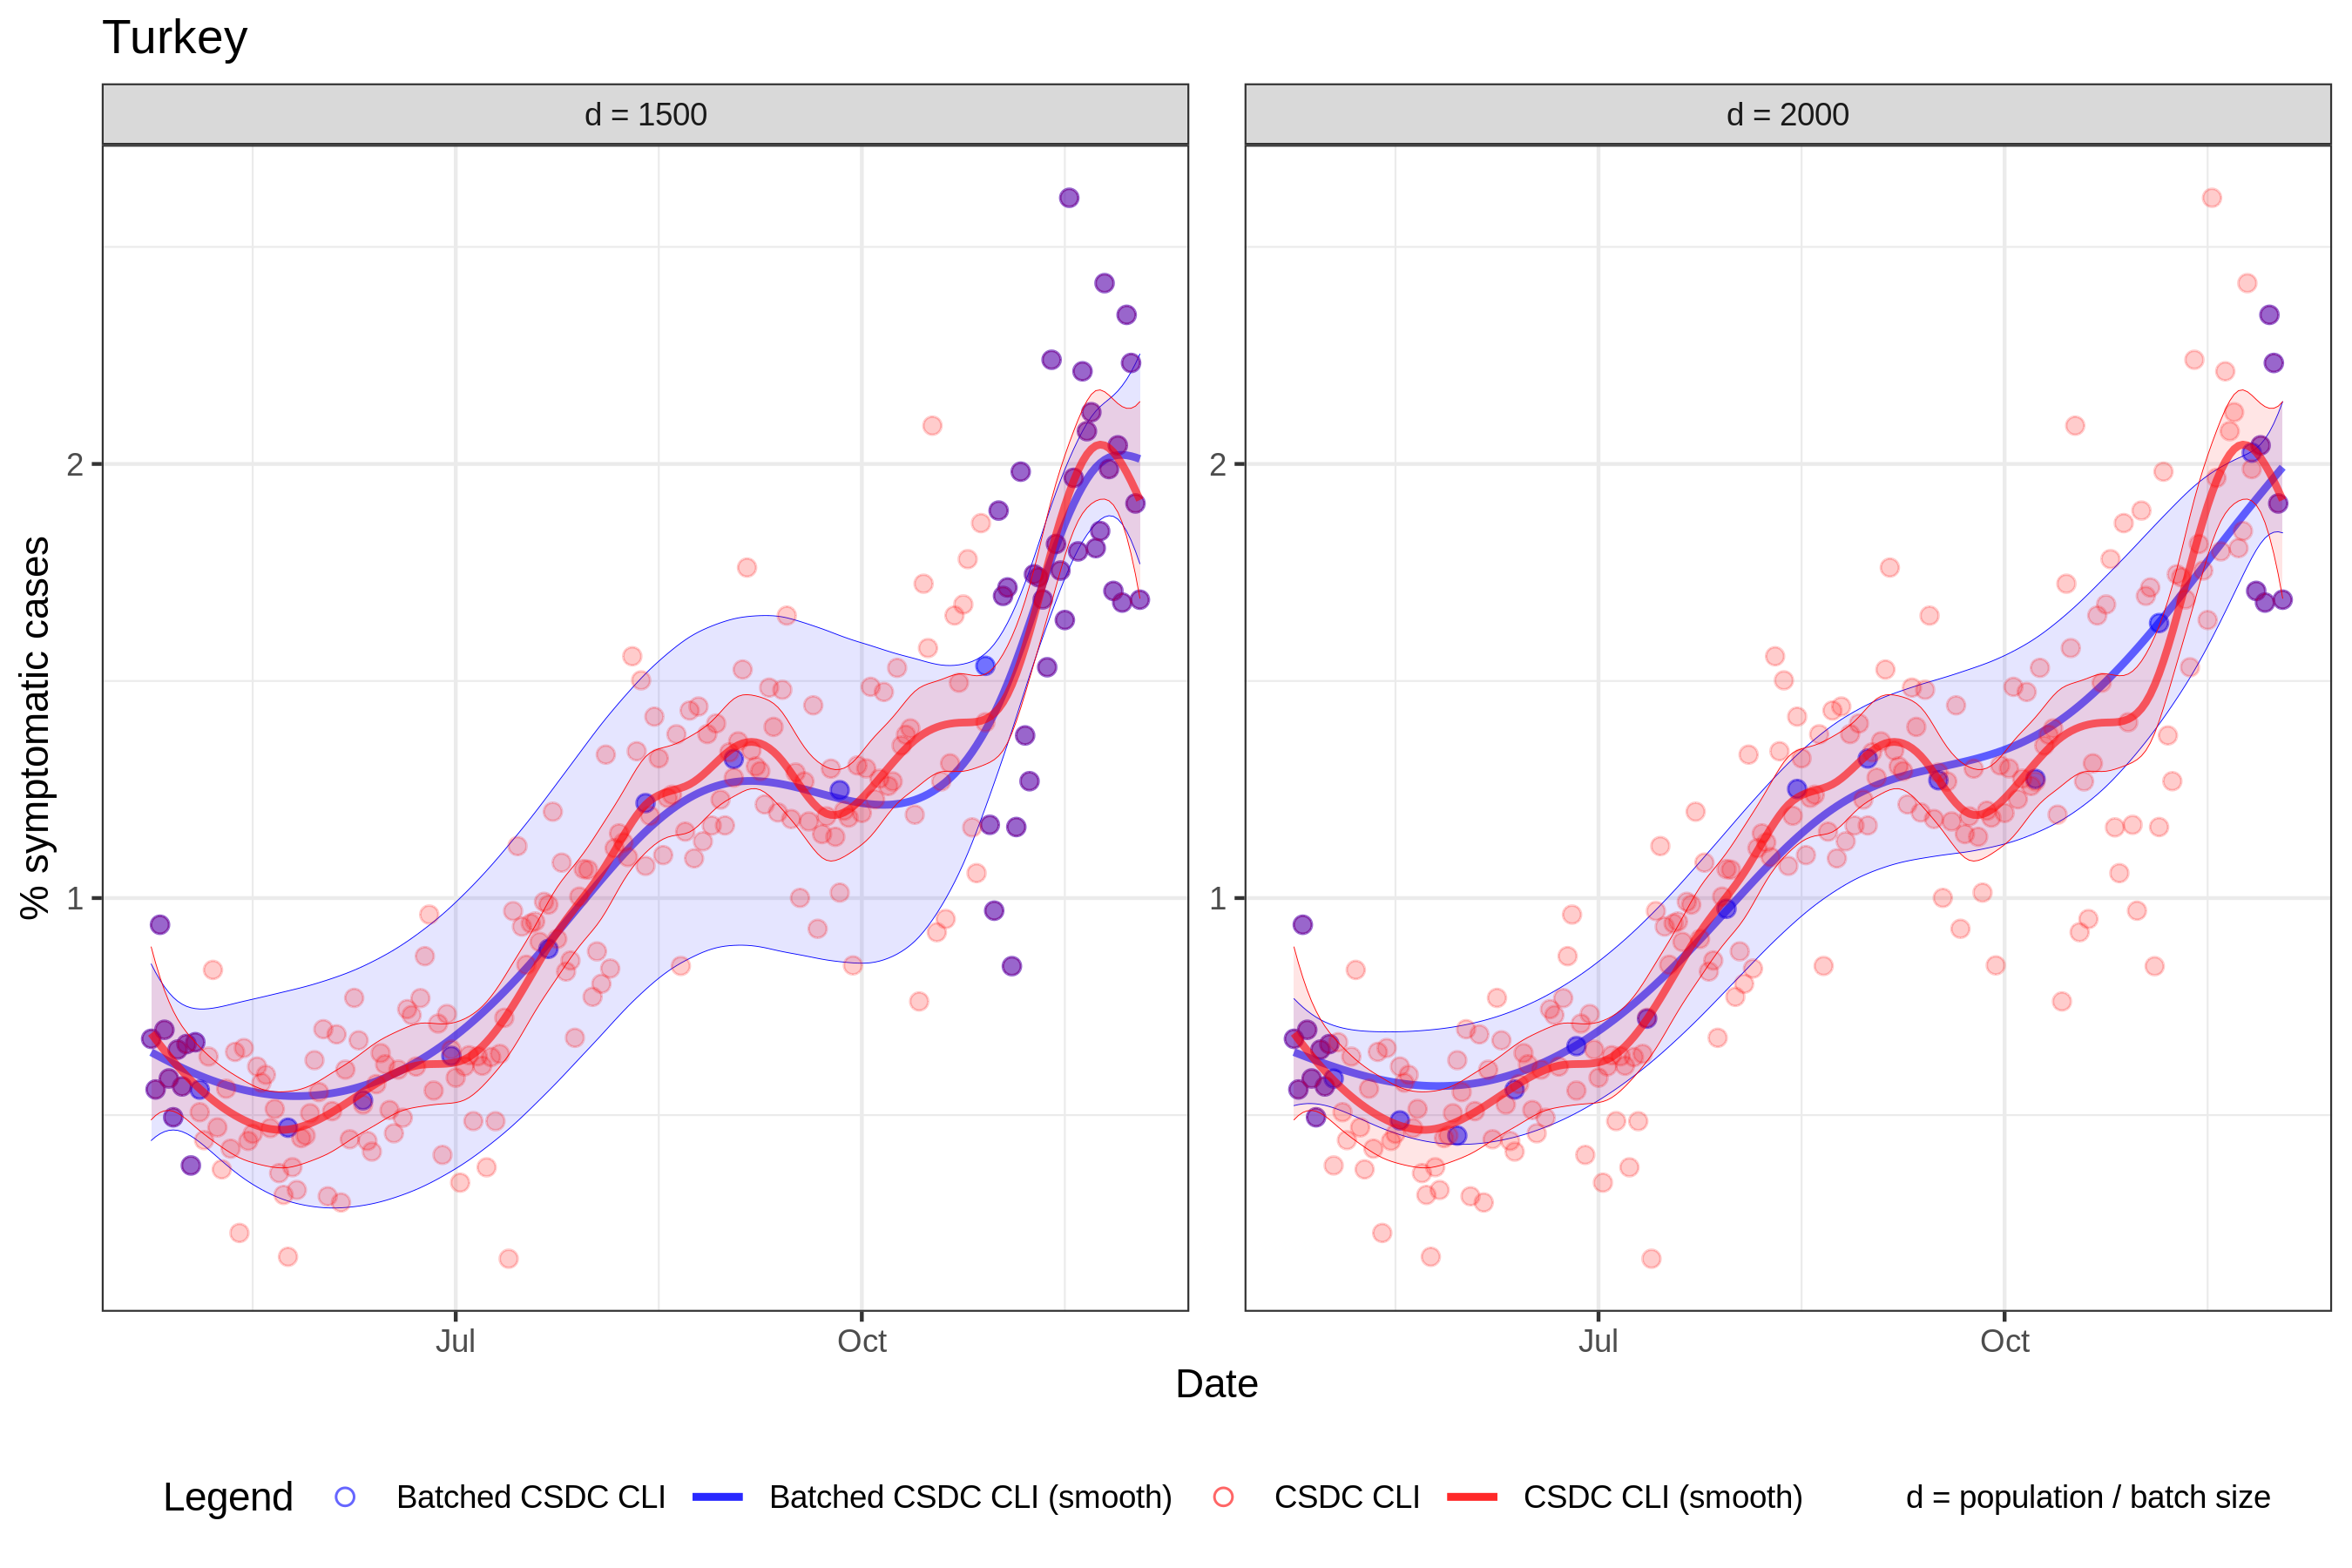 Turkey
d = 1500
d = 2000
% symptomatic cases
2
1
2
1
Jul
Oct
Jul
Oct
Date
Legend
Batched CSDC CLI
Batched CSDC CLI (smooth)
CSDC CLI
CSDC CLI (smooth)
d = population / batch size